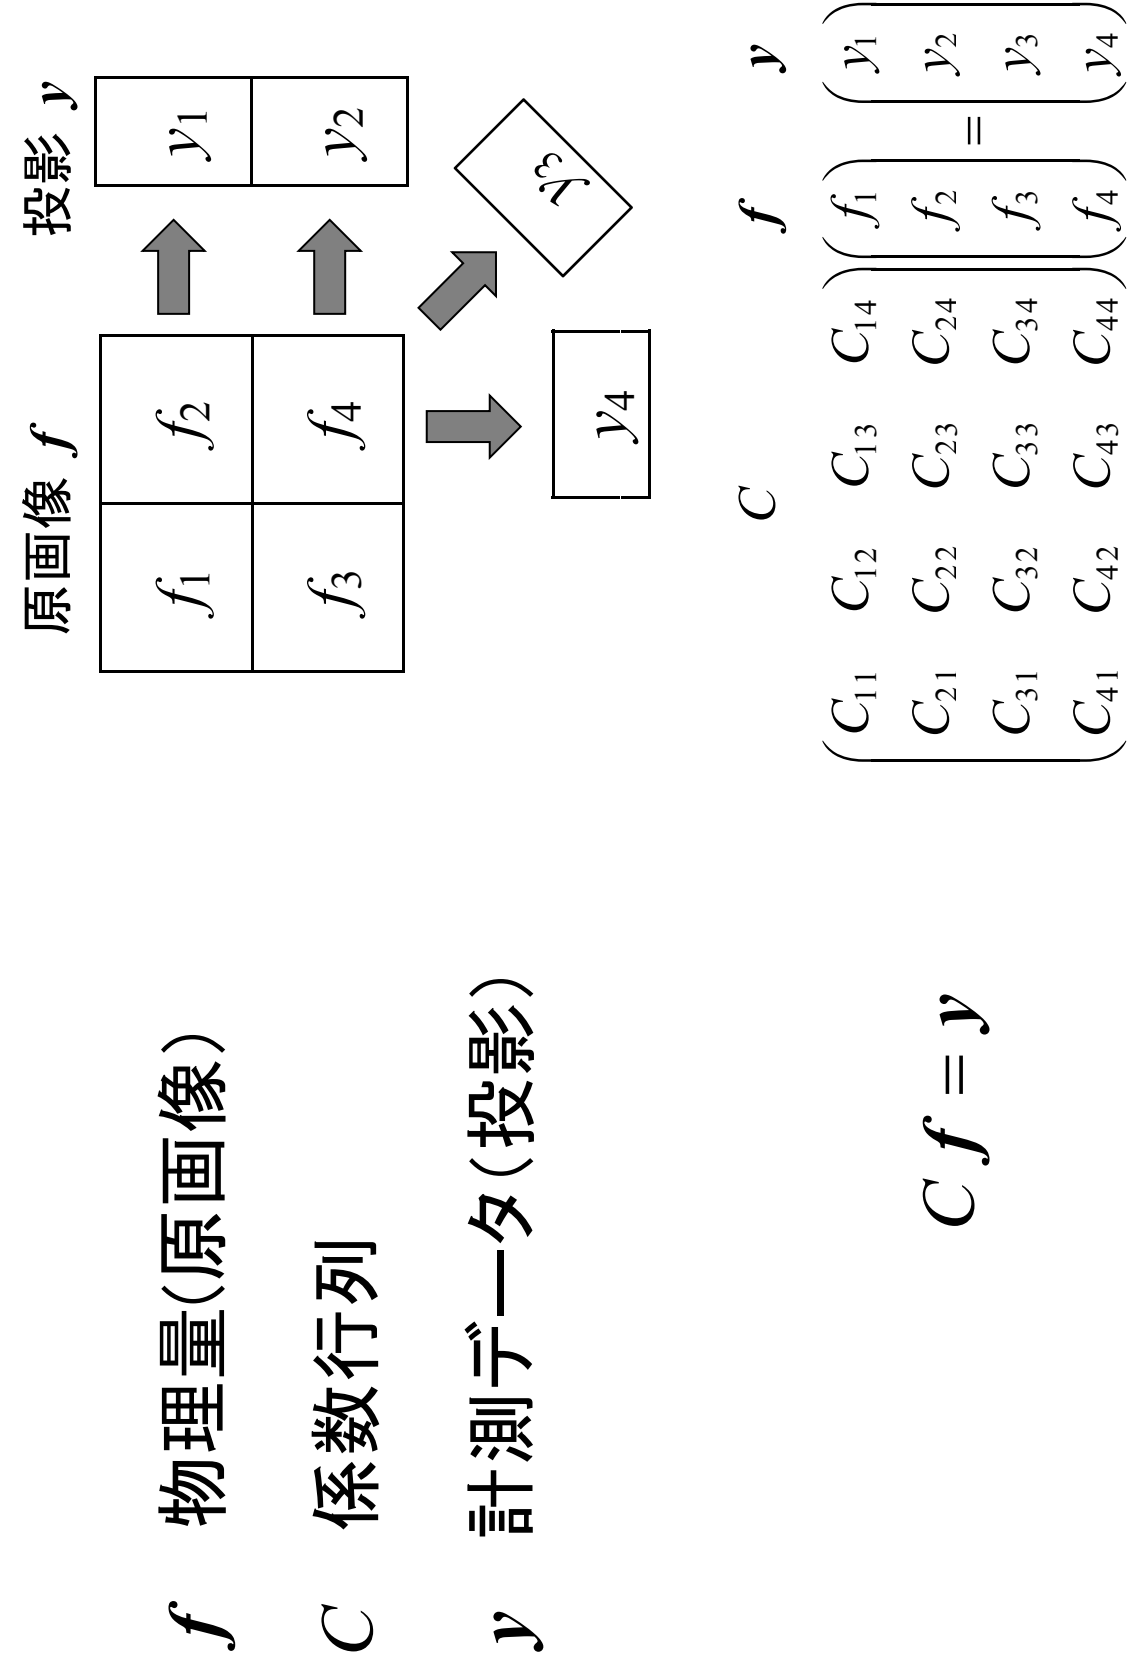 f 物理量(原画像)
C 係数行列
y 計測データ(投影)
C f = y
原画像 f 投影 y
f1 f2 y1
f3 f4 y2
y4 y3
C f y
C11 C12 C13 C14 f1 y1
C21 C22 C23 C24 f2 y2
C31 C32 C33 C34 f3 = y3
C41 C42 C43 C44 f4 y4